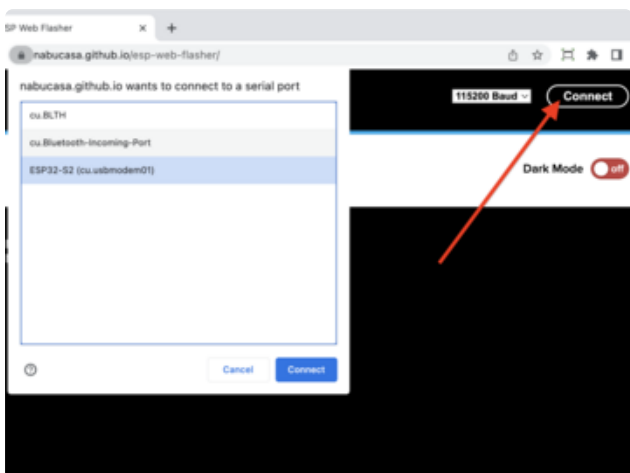 SP Web Flasher
nabucasa.github.io/esp-web-flasher/
nabucasa.github.io wants to connect to a serial port
cu.BLTH
cu.Bluetooth-Incoming-Port
ESP32-S2 (cu.usbmodem01)
Cancel
Connect
115200 Baud
Connect
Dark Mode
off